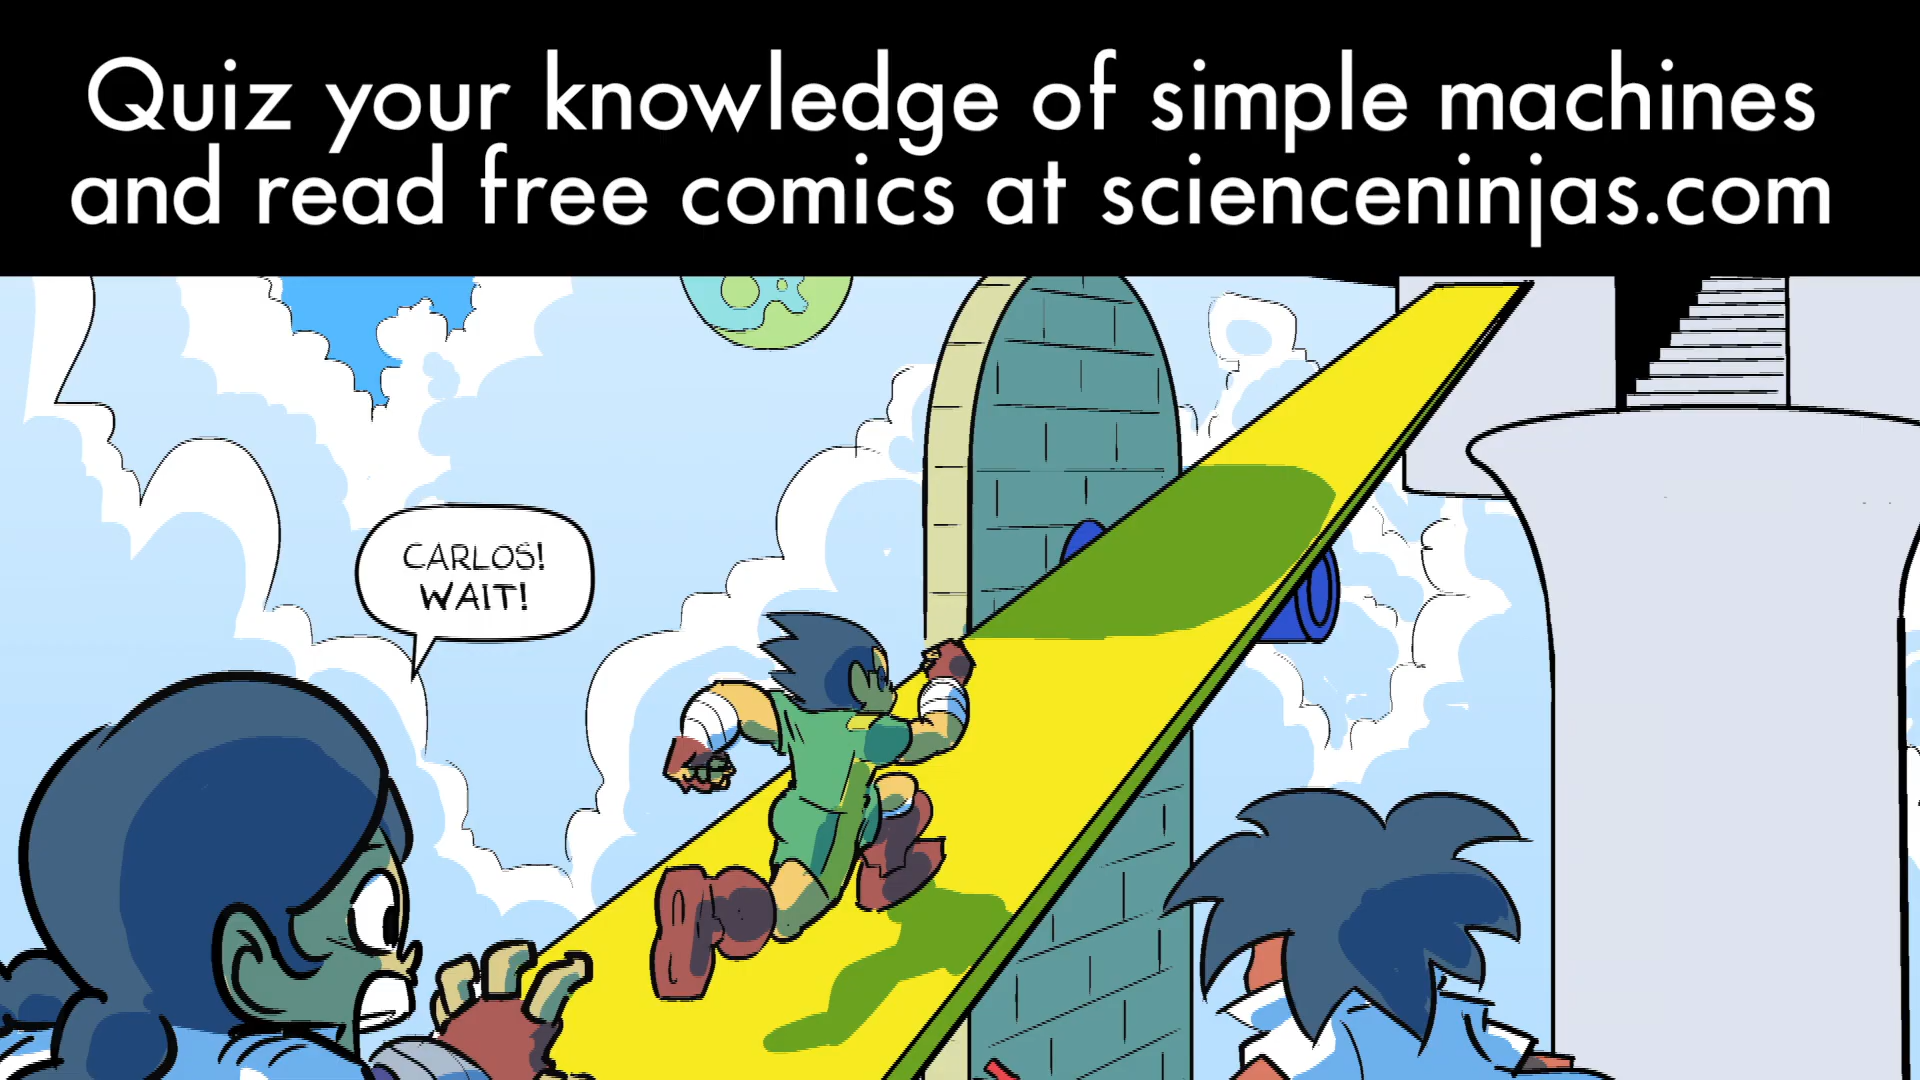 Quiz your knowledge of simple machines
and read free comics at scienceninjas.com
CARLOS!
WAIT!